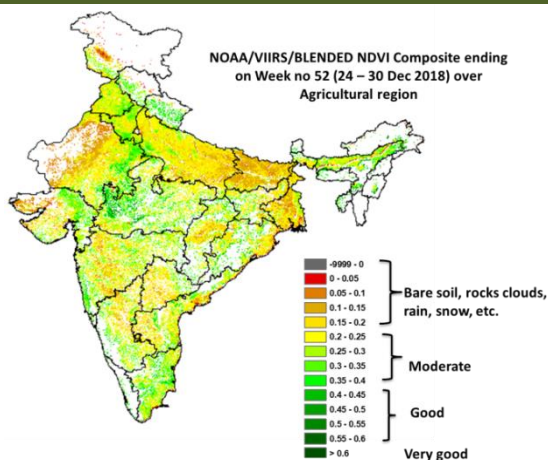 NOAA/VIIRS/BLENDED NDVI Composite ending
on Week no 52 (24 – 30 Dec 2018) over
Agricultural region
-9999 - 0
0 - 0.05
0.05 - 0.1
0.1 - 0.15
0.15 - 0.2
0.2 - 0.25
0.25 - 0.3
0.3 - 0.35
0.35 - 0.4
0.4 - 0.45
0.45 - 0.5
0.5 - 0.55
0.55 - 0.6
> 0.6
Bare soil, rocks clouds,
rain, snow, etc.
Moderate
Good
Very good